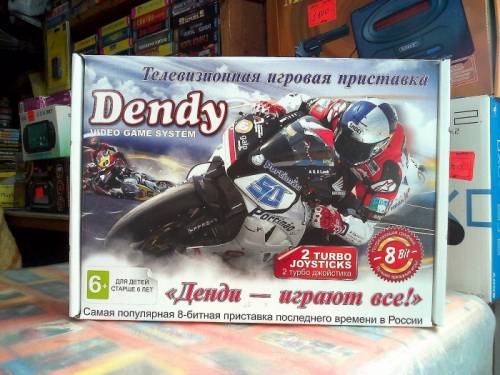 Телевизионная игровая приставка
Dendy
VIDEO GAME SYSTEM
50
2 TURBO
JOYSTICKS
2 турбо джойстика
8 Bit
6+
ДЛЯ ДЕТЕЙ
СТАРШЕ 6 ЛЕТ
«Денди — играют все!»
Самая популярная 8-битная приставка последнего времени в России